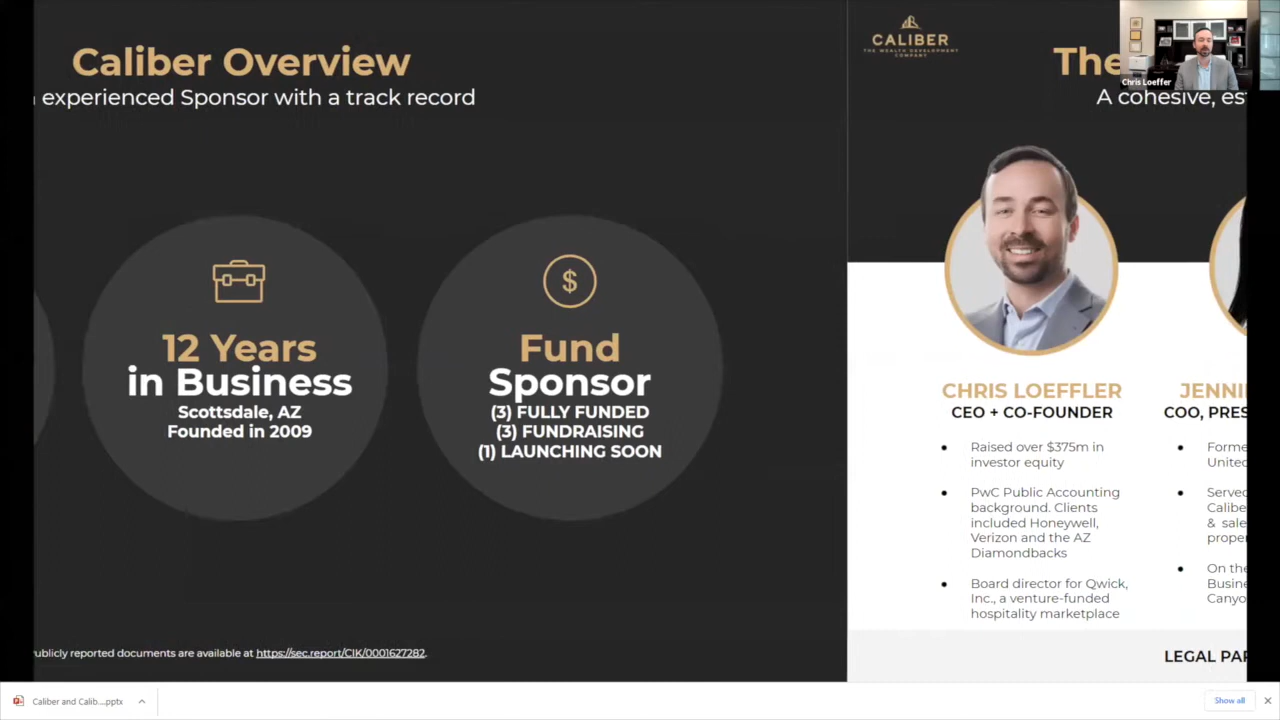 Caliber Overview
experienced Sponsor with a track record
12 Years
in Business
Scottsdale, AZ
Founded in 2009
$
Fund
Sponsor
(3) FULLY FUNDED
(3) FUNDRAISING
(1) LAUNCHING SOON
ublicly reported documents are available at https://sec.report/CIK/0001627282.
CALIBER
THE WEALTH DEVELOPMENT
COMPANY
The
A cohesive, es
Chris Loeffler
CHRIS LOEFFLER
CEO + CO-FOUNDER
• Raised over $375m in
investor equity
• PwC Public Accounting
background. Clients
included Honeywell,
Verizon and the AZ
Diamondbacks
• Board director for Qwick,
Inc., a venture-funded
hospitality marketplace
JENNI
COO, PRES
• Forme
United
• Served
Calibe
& sale
prope
• On the
Busine
Canyo
LEGAL PAR
Caliber and Calib....pptx
Show all